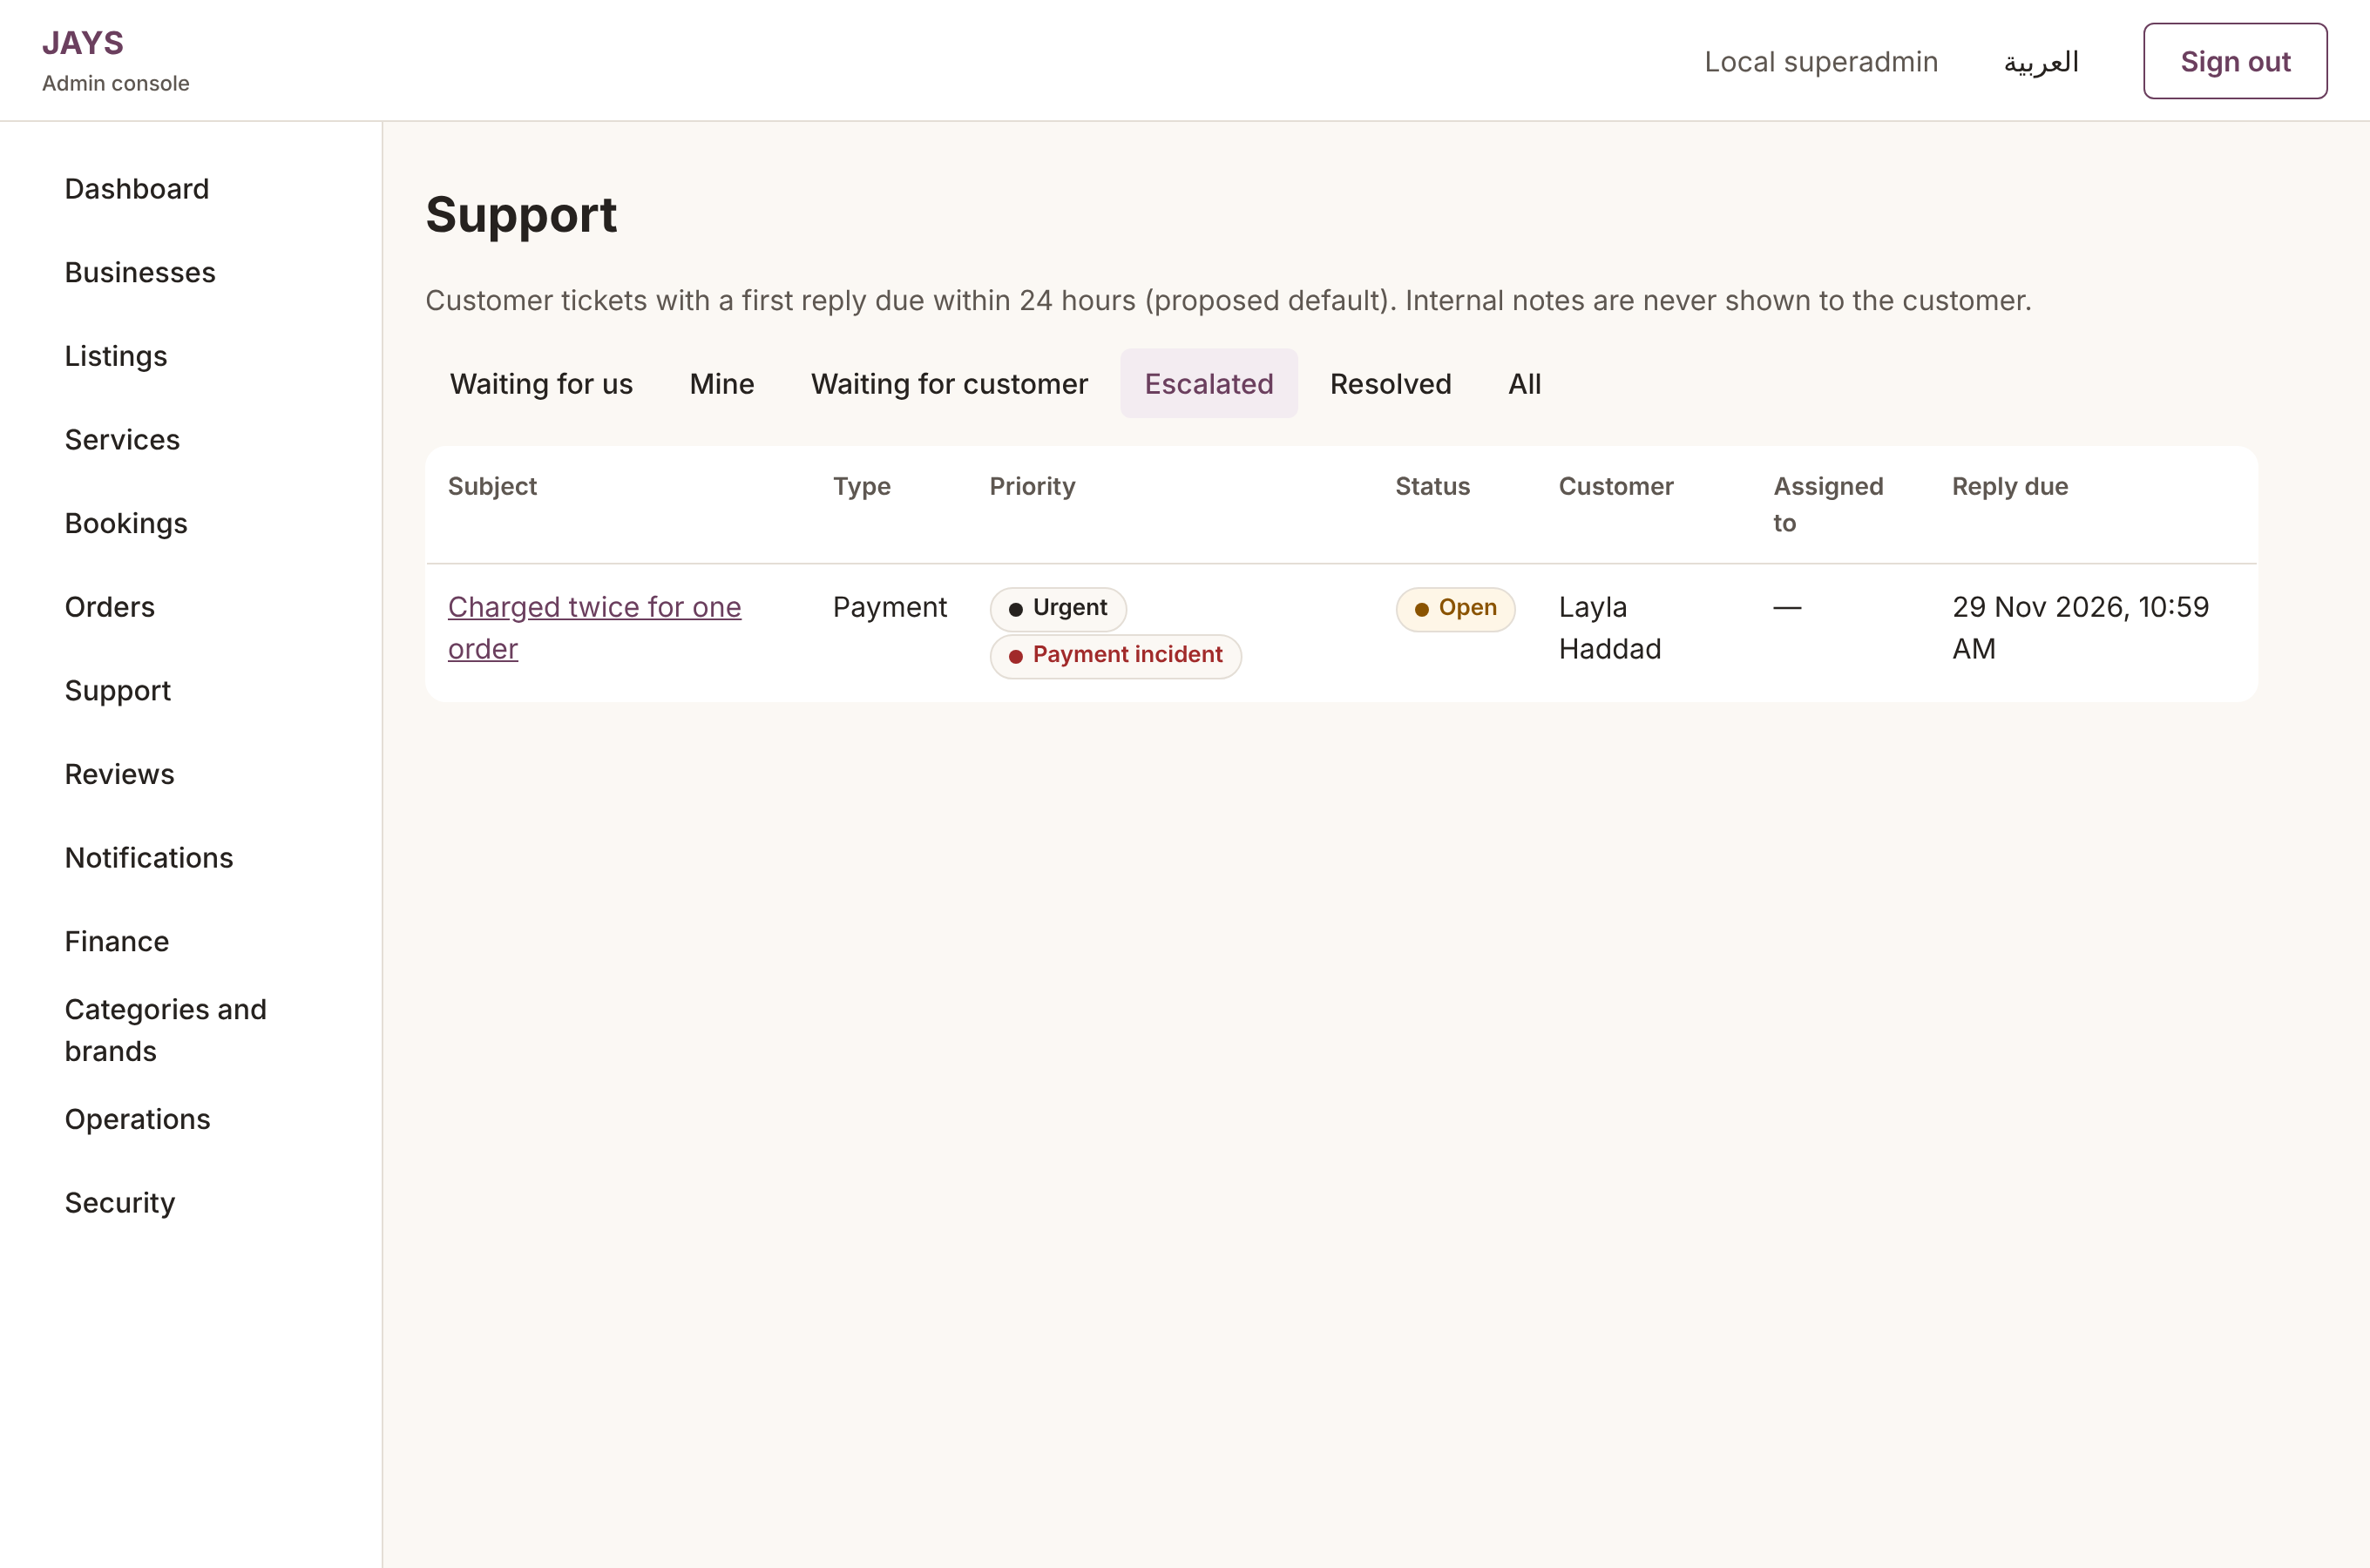 JAYS
Admin console
Local superadmin
العربية
Sign out
Dashboard
Businesses
Listings
Services
Bookings
Orders
Support
Reviews
Notifications
Finance
Categories and
brands
Operations
Security
Support
Customer tickets with a first reply due within 24 hours (proposed default). Internal notes are never shown to the customer.
Waiting for us
Mine
Waiting for customer
Escalated
Resolved
All
Subject
Type
Priority
Status
Customer
Assigned
to
Reply due
Charged twice for one
order
Payment
Urgent
Payment incident
Open
Layla
Haddad
—
29 Nov 2026, 10:59
AM